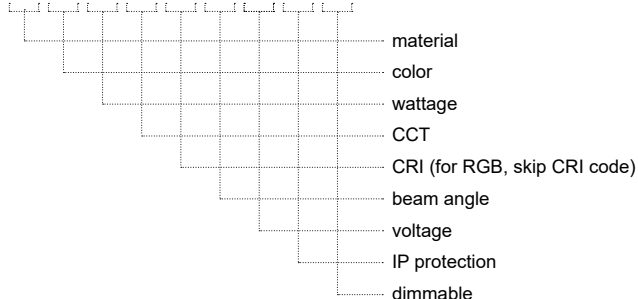 material
color
wattage
CCT
CRI (for RGB, skip CRI code)
beam angle
voltage
IP protection
dimmable